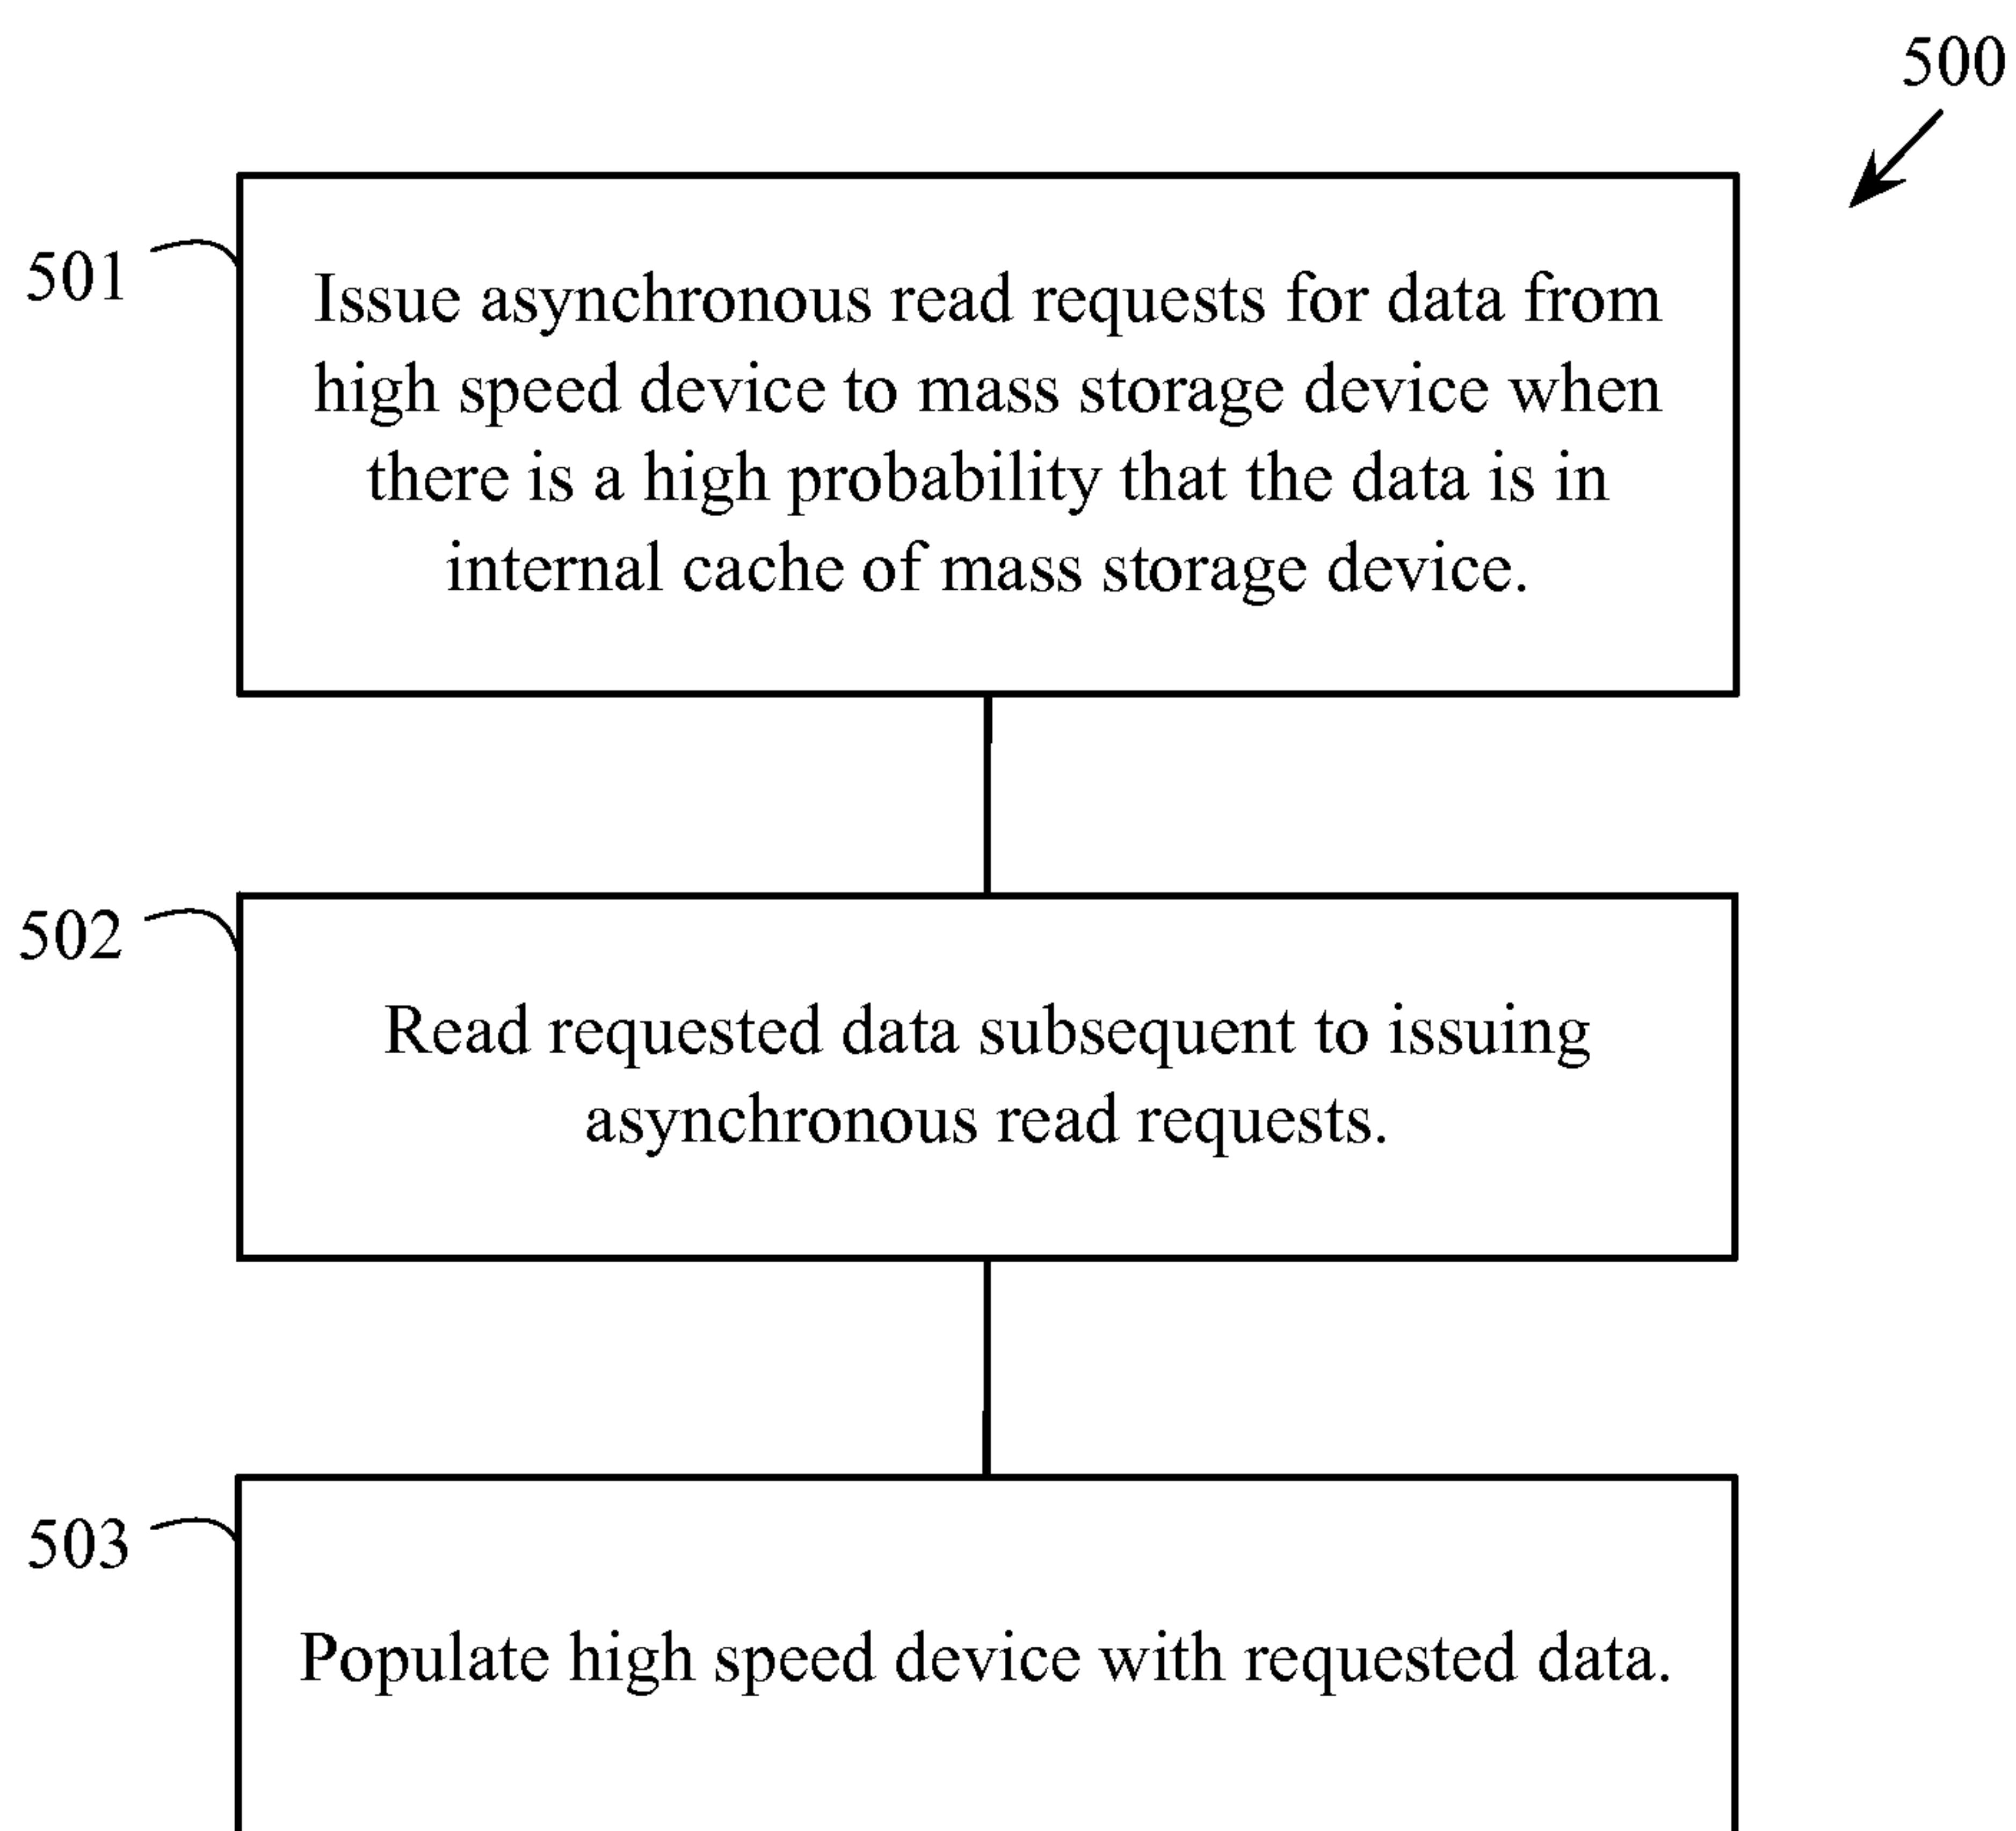 500
501
Issue asynchronous read requests for data from
high speed device to mass storage device when
there is a high probability that the data is in
internal cache of mass storage device.
502
Read requested data subsequent to issuing
asynchronous read requests.
503
Populate high speed device with requested data.